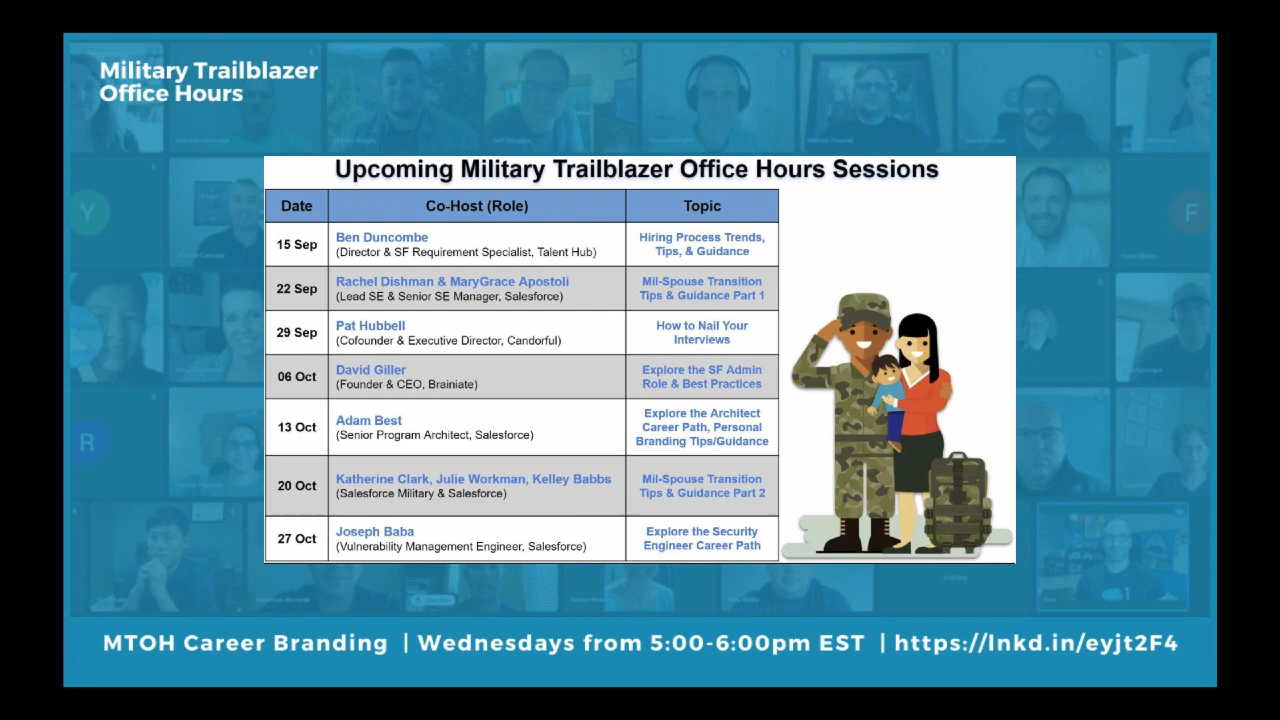 Military Trailblazer
Office Hours
Upcoming Military Trailblazer Office Hours Sessions
Date
Co-Host (Role)
Topic
15 Sep
Ben Duncombe
(Director & SF Requirement Specialist, Talent Hub)
Hiring Process Trends,
Tips, & Guidance
22 Sep
Rachel Dishman & MaryGrace Apostoli
(Lead SE & Senior SE Manager, Salesforce)
Mil-Spouse Transition
Tips & Guidance Part 1
29 Sep
Pat Hubbell
(Cofounder & Executive Director, Candorful)
How to Nail Your
Interviews
06 Oct
David Giller
(Founder & CEO, Brainiate)
Explore the SF Admin
Role & Best Practices
13 Oct
Adam Best
(Senior Program Architect, Salesforce)
Explore the Architect
Career Path, Personal
Branding Tips/Guidance
20 Oct
Katherine Clark, Julie Workman, Kelley Babbs
(Salesforce Military & Salesforce)
Mil-Spouse Transition
Tips & Guidance Part 2
27 Oct
Joseph Baba
(Vulnerability Management Engineer, Salesforce)
Explore the Security
Engineer Career Path
Y
F
R
MTOH Career Branding | Wednesdays from 5:00-6:00pm EST | https://lnkd.in/eyjt2F4